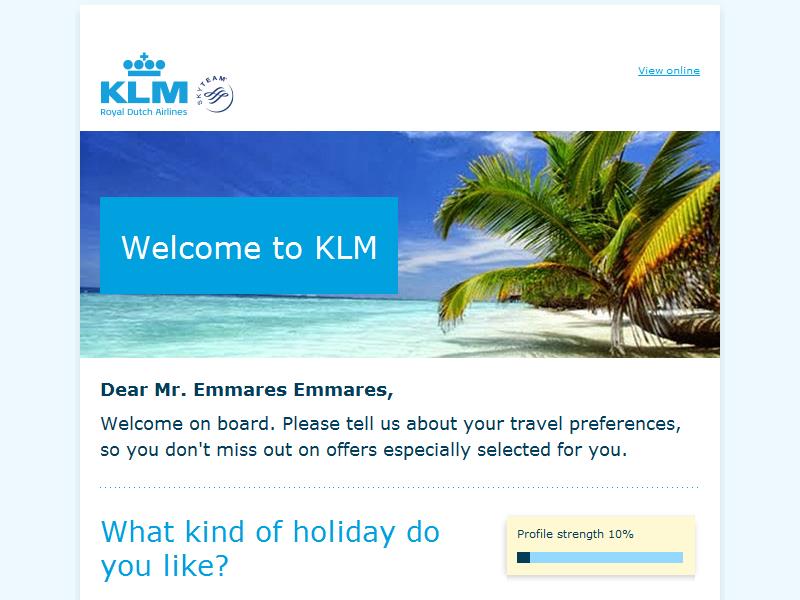 View online
KLM
SKYTEAM
Royal Dutch Airlines
Welcome to KLM
Dear Mr. Emmares Emmares,
Welcome on board. Please tell us about your travel preferences,
so you don't miss out on offers especially selected for you.
What kind of holiday do
you like?
Profile strength 10%